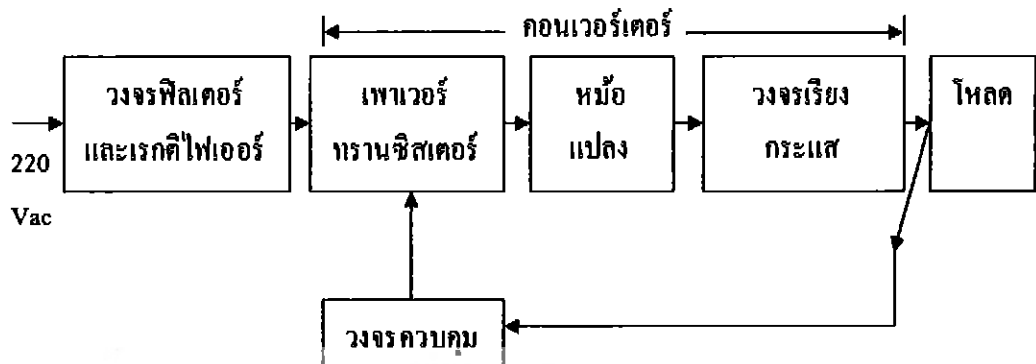 คอนเวอร์เตอร์
วงจรฟิลเตอร์
และเรกติไฟเออร์
เพาเวอร์
ทรานซิสเตอร์
หม้อ
แปลง
วงจรเรียง
กระแส
โหลด
220
Vac
วงจรควบคุม